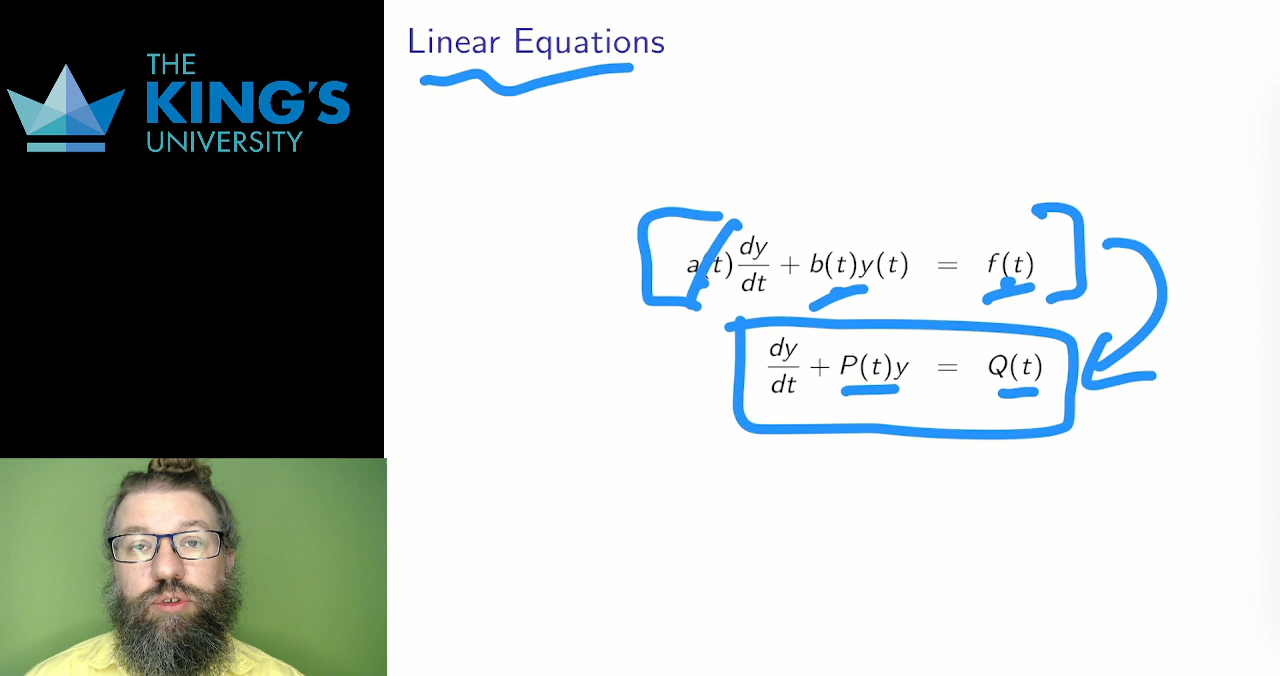 THE
KING'S
UNIVERSITY
Linear Equations
a(t) dy/dt + b(t)y(t) = f(t)
dy/dt + P(t)y = Q(t)